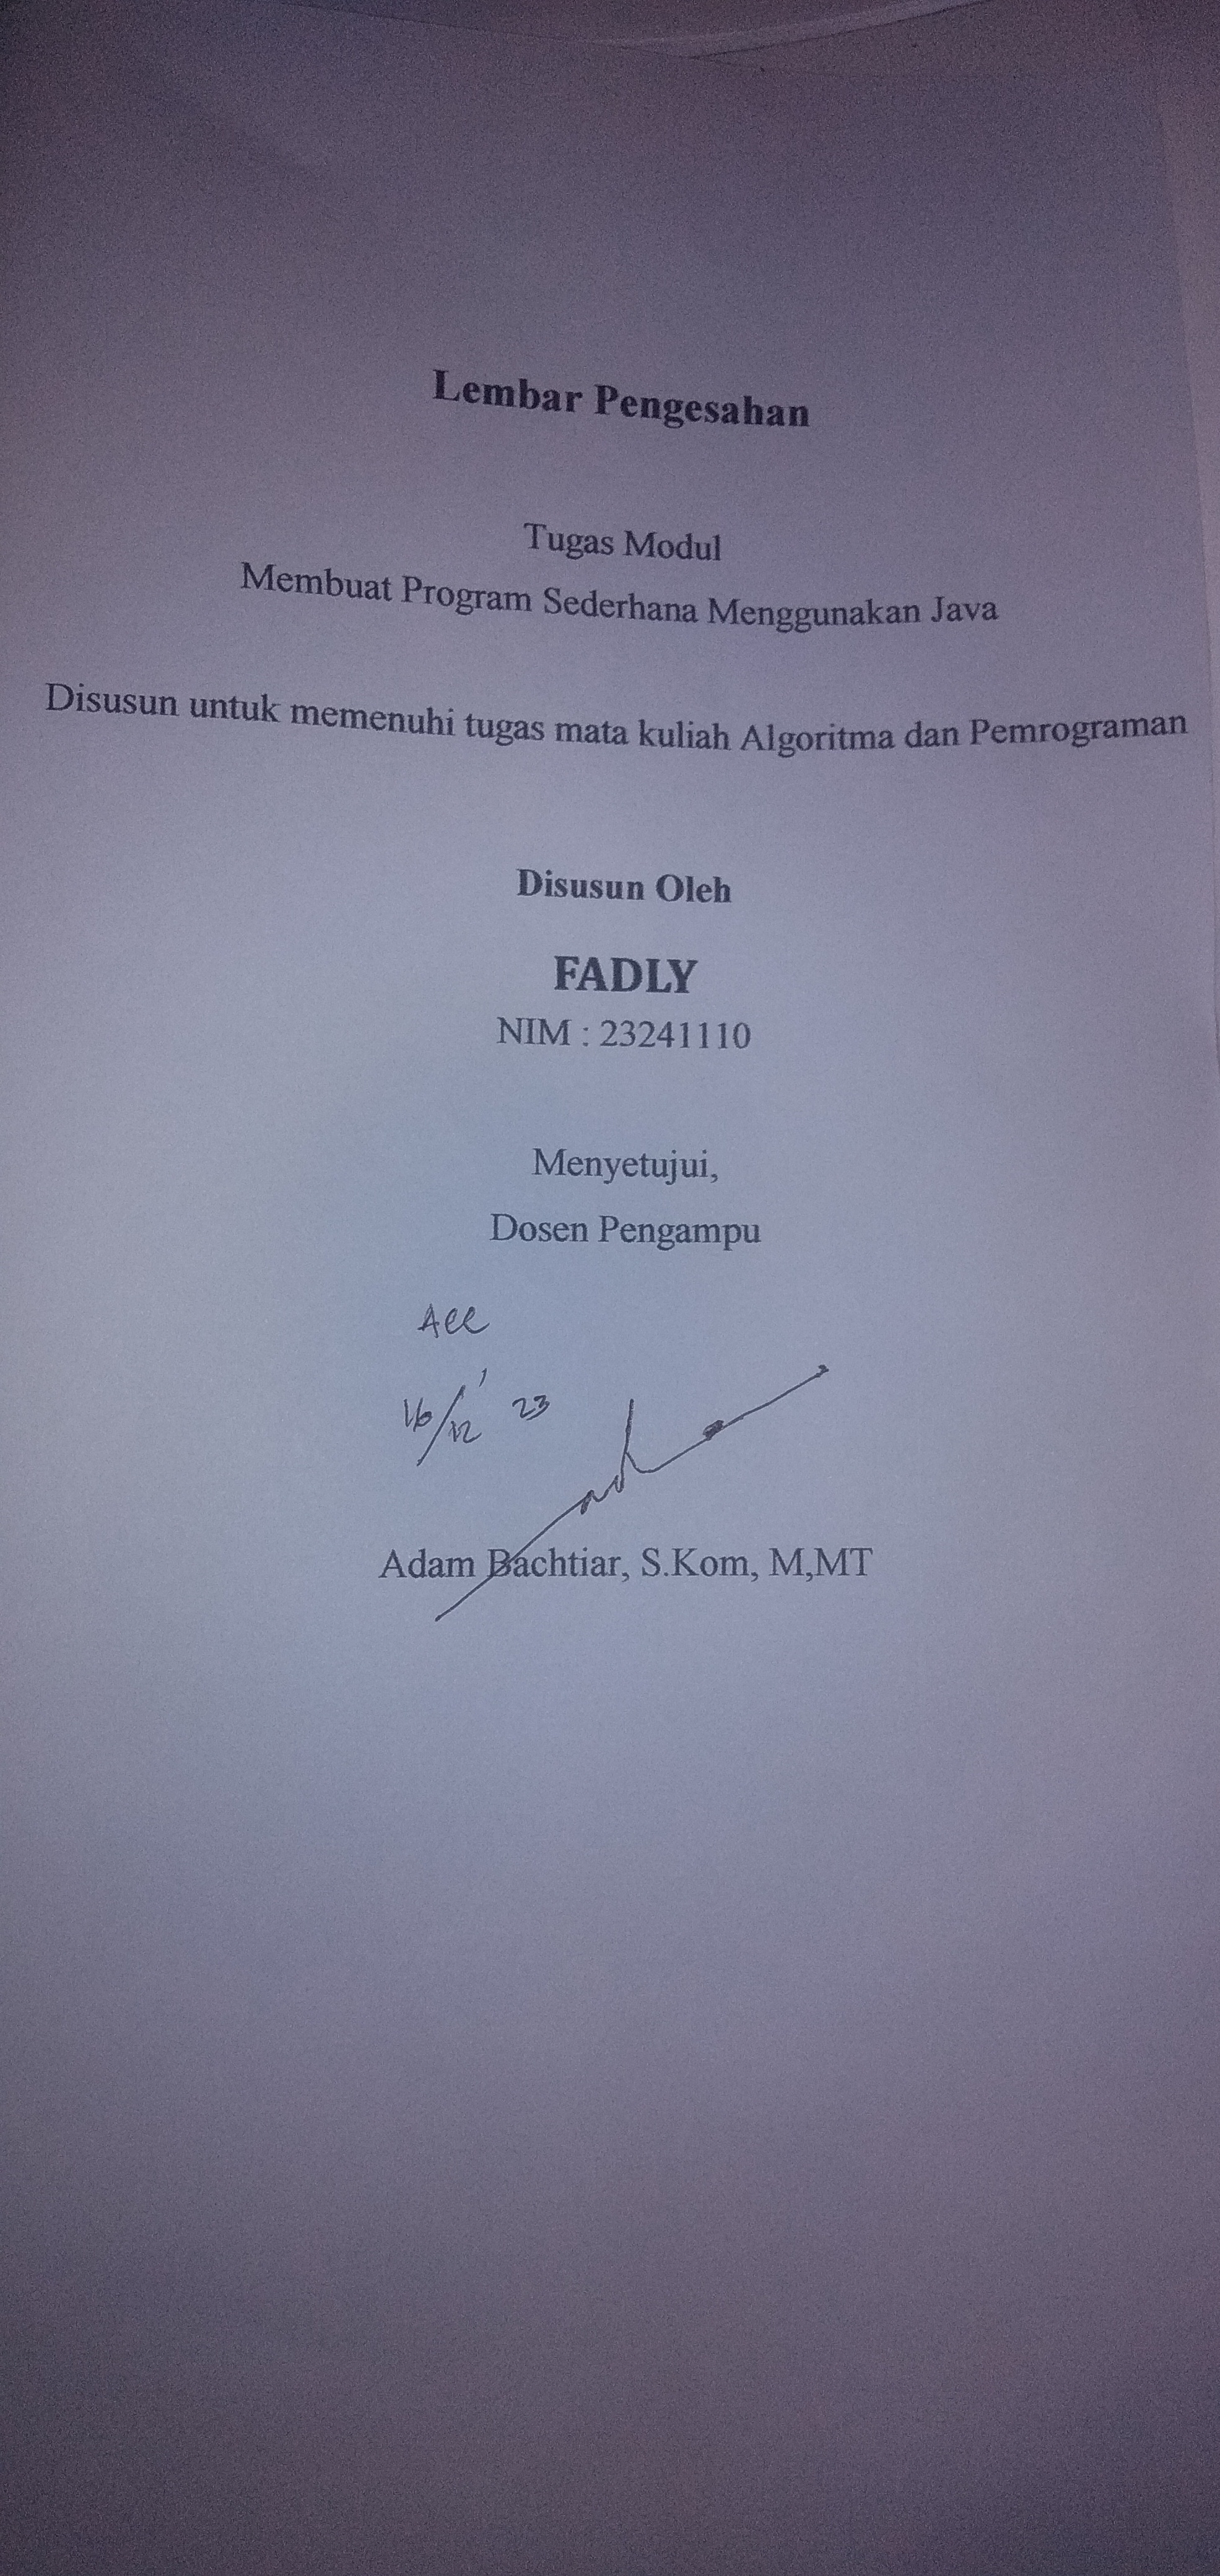 Lembar Pengesahan
Tugas Modul
Membuat Program Sederhana Menggunakan Java
Disusun untuk memenuhi tugas mata kuliah Algoritma dan Pemrograman
Disusun Oleh
FADLY
NIM : 23241110
Menyetujui,
Dosen Pengampu
Acc
16/12 ' 23
Adam Bachtiar, S.Kom, M,MT